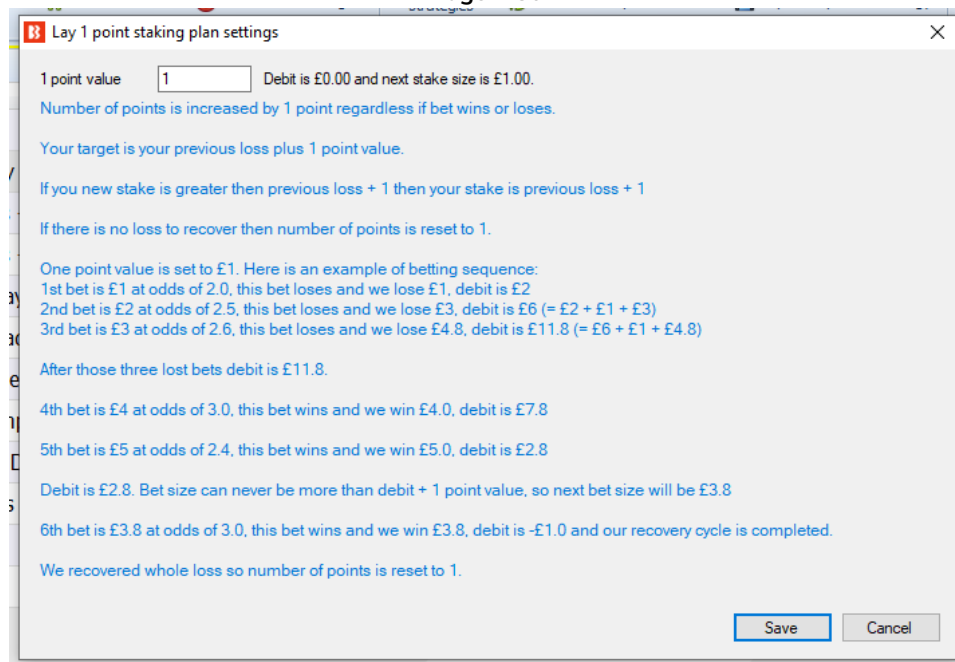 Lay 1 point staking plan settings
1 point value 1 Debit is £0.00 and next stake size is £1.00.
Number of points is increased by 1 point regardless if bet wins or loses.
Your target is your previous loss plus 1 point value.
If you new stake is greater then previous loss + 1 then your stake is previous loss + 1
If there is no loss to recover then number of points is reset to 1.
One point value is set to £1. Here is an example of betting sequence:
1st bet is £1 at odds of 2.0, this bet loses and we lose £1, debit is £2
2nd bet is £2 at odds of 2.5, this bet loses and we lose £3, debit is £6 (= £2 + £1 + £3)
3rd bet is £3 at odds of 2.6, this bet loses and we lose £4.8, debit is £11.8 (= £6 + £1 + £4.8)
After those three lost bets debit is £11.8.
4th bet is £4 at odds of 3.0, this bet wins and we win £4.0, debit is £7.8
5th bet is £5 at odds of 2.4, this bet wins and we win £5.0, debit is £2.8
Debit is £2.8. Bet size can never be more than debit + 1 point value, so next bet size will be £3.8
6th bet is £3.8 at odds of 3.0, this bet wins and we win £3.8, debit is -£1.0 and our recovery cycle is completed.
We recovered whole loss so number of points is reset to 1.
Save Cancel